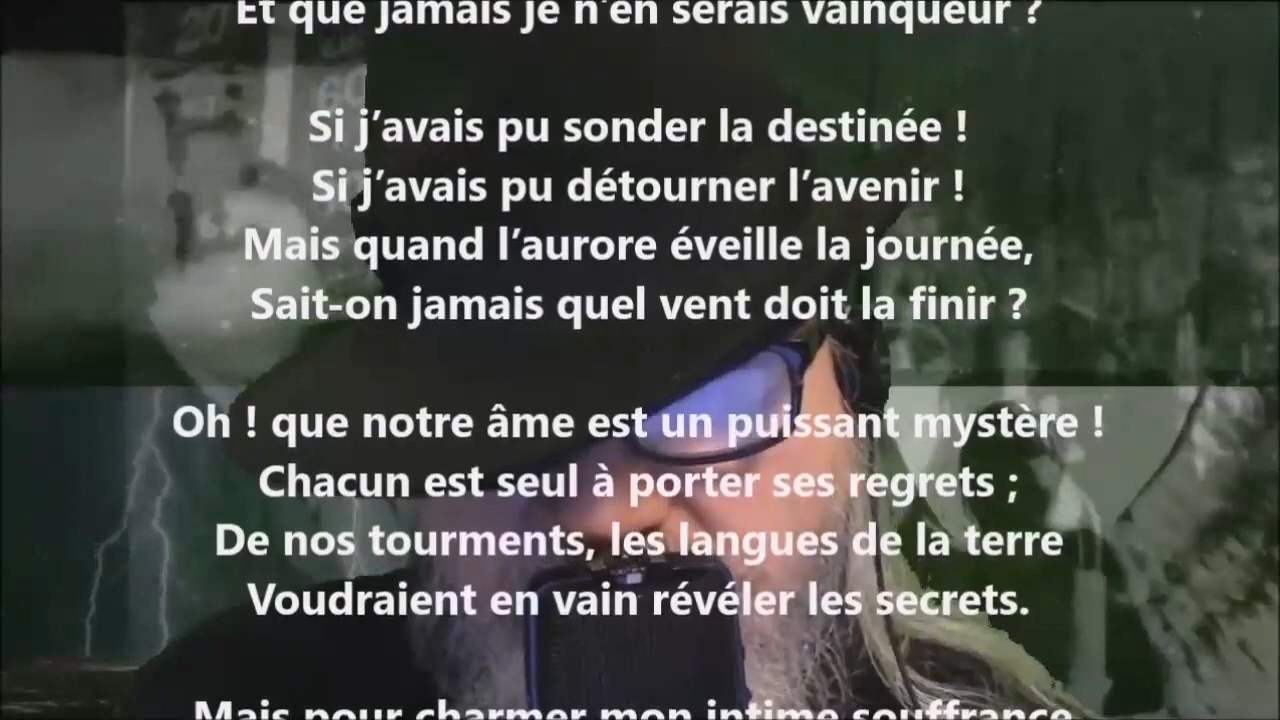 Et que jamais je n'en serais vainqueur ?
Si j'avais pu sonder la destinée !
Si j'avais pu détourner l'avenir !
Mais quand l'aurore éveille la journée,
Sait-on jamais quel vent doit la finir ?
Oh ! que notre âme est un puissant mystère !
Chacun est seul à porter ses regrets ;
De nos tourments, les langues de la terre
Voudraient en vain révéler les secrets.
Mais pour charmer mon intime souffrance